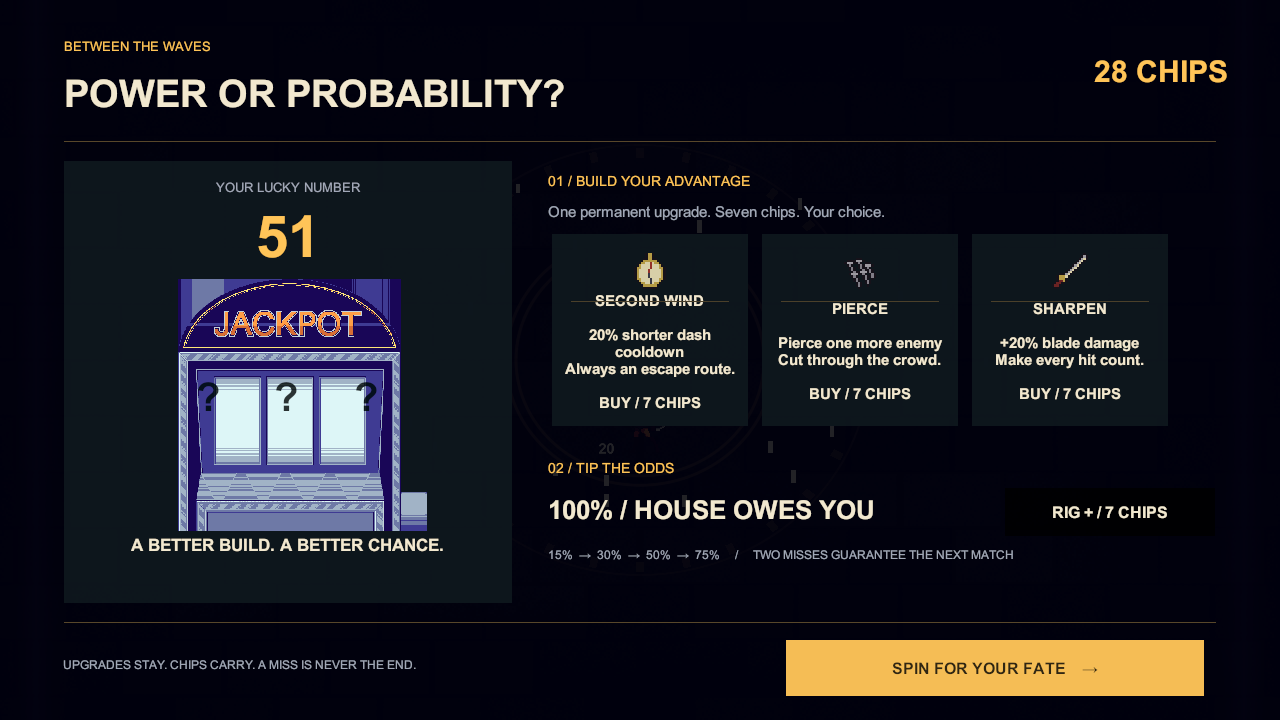 BETWEEN THE WAVES
POWER OR PROBABILITY?
28 CHIPS
YOUR LUCKY NUMBER
51
JACKPOT
? ? ?
A BETTER BUILD. A BETTER CHANCE.
01 / BUILD YOUR ADVANTAGE
One permanent upgrade. Seven chips. Your choice.
SECOND WIND
20% shorter dash
cooldown
Always an escape route.
BUY / 7 CHIPS
PIERCE
Pierce one more enemy
Cut through the crowd.
BUY / 7 CHIPS
SHARPEN
+20% blade damage
Make every hit count.
BUY / 7 CHIPS
20
02 / TIP THE ODDS
100% / HOUSE OWES YOU
RIG + / 7 CHIPS
15% → 30% → 50% → 75% / TWO MISSES GUARANTEE THE NEXT MATCH
UPGRADES STAY. CHIPS CARRY. A MISS IS NEVER THE END.
SPIN FOR YOUR FATE →